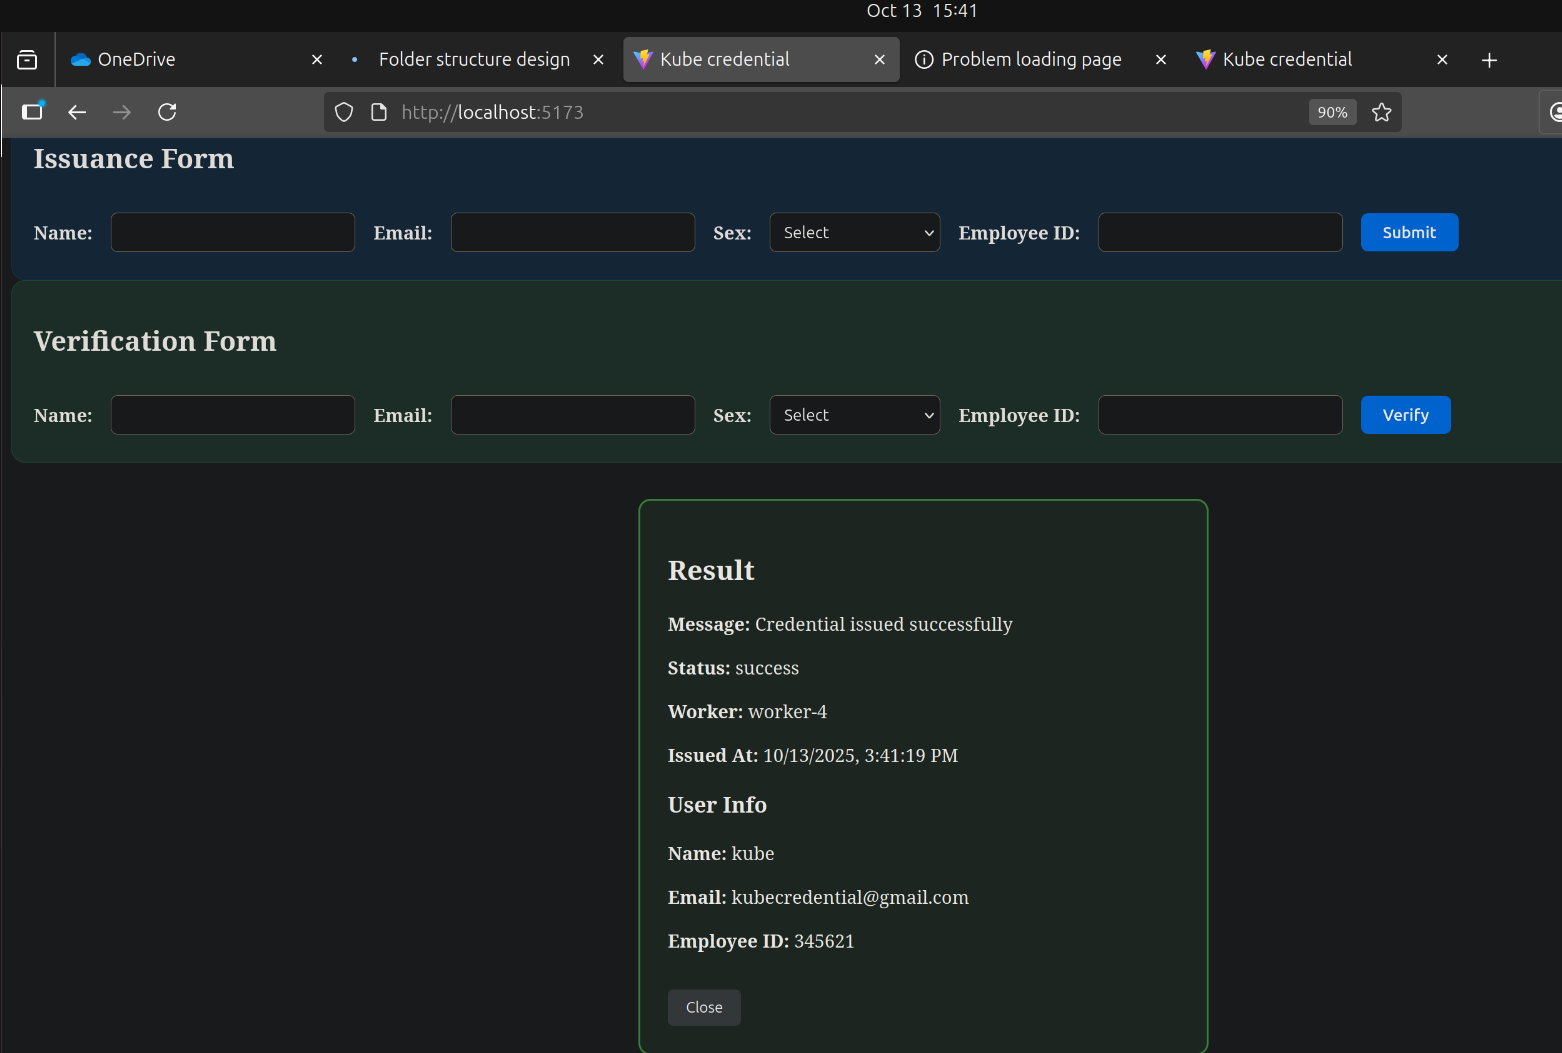 Oct 13 15:41
OneDrive
Folder structure design
Kube credential
Problem loading page
Kube credential
http://localhost:5173
90%
Issuance Form
Name:
Email:
Sex:
Select
Employee ID:
Submit
Verification Form
Name:
Email:
Sex:
Select
Employee ID:
Verify
Result
Message: Credential issued successfully
Status: success
Worker: worker-4
Issued At: 10/13/2025, 3:41:19 PM
User Info
Name: kube
Email: kubecredential@gmail.com
Employee ID: 345621
Close